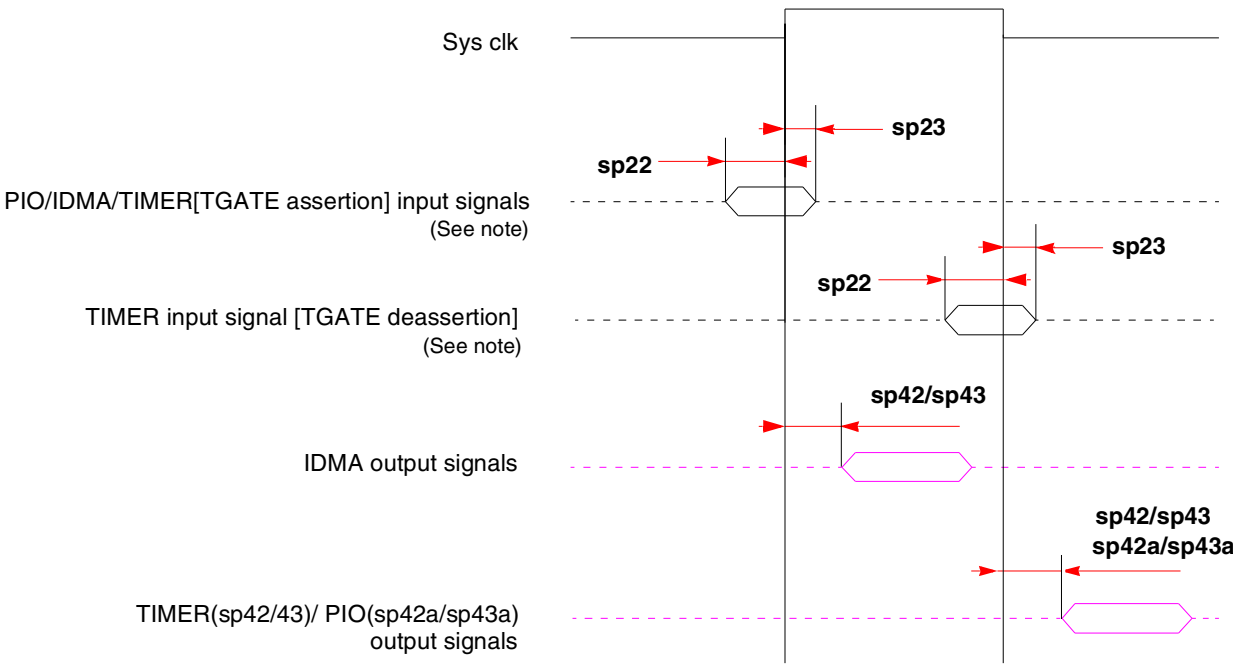 Sys clk
sp23
sp22
PIO/IDMA/TIMER[TGATE assertion] input signals
(See note)
sp23
sp22
TIMER input signal [TGATE deassertion]
(See note)
sp42/sp43
IDMA output signals
sp42/sp43
sp42a/sp43a
TIMER(sp42/43)/ PIO(sp42a/sp43a)
output signals